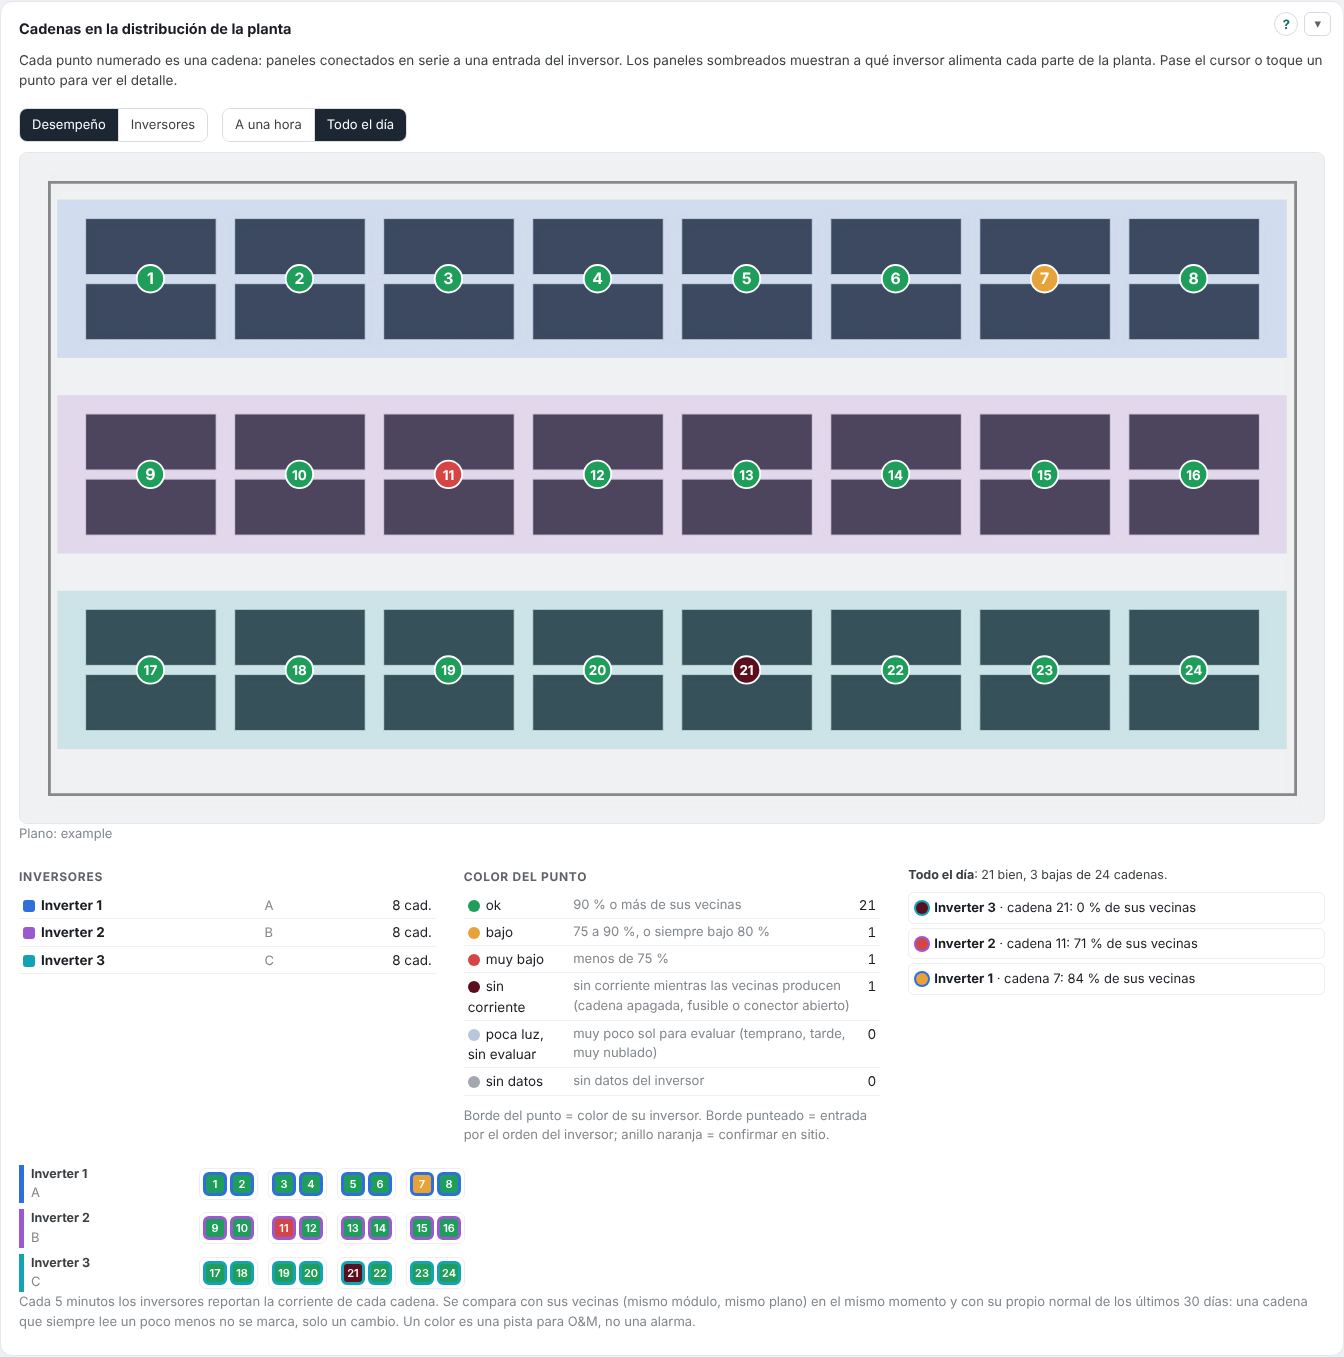 Cadenas en la distribución de la planta
?
▼
Cada punto numerado es una cadena: paneles conectados en serie a una entrada del inversor. Los paneles sombreados muestran a qué inversor alimenta cada parte de la planta. Pase el cursor o toque un
punto para ver el detalle.
Desempeño Inversores A una hora Todo el día
1 2 3 4 5 6 7 8
9 10 11 12 13 14 15 16
17 18 19 20 21 22 23 24
Plano: example
INVERSORES
Inverter 1 A 8 cad.
Inverter 2 B 8 cad.
Inverter 3 C 8 cad.
COLOR DEL PUNTO
ok 90 % o más de sus vecinas 21
bajo 75 a 90 %, o siempre bajo 80 % 1
muy bajo menos de 75 % 1
sin sin corriente mientras las vecinas producen 1
corriente (cadena apagada, fusible o conector abierto)
poca luz, muy poco sol para evaluar (temprano, tarde, 0
sin evaluar muy nublado)
sin datos sin datos del inversor 0
Borde del punto = color de su inversor. Borde punteado = entrada
por el orden del inversor; anillo naranja = confirmar en sitio.
Todo el día: 21 bien, 3 bajas de 24 cadenas.
Inverter 3 · cadena 21: 0 % de sus vecinas
Inverter 2 · cadena 11: 71 % de sus vecinas
Inverter 1 · cadena 7: 84 % de sus vecinas
Inverter 1
A
1 2 3 4 5 6 7 8
Inverter 2
B
9 10 11 12 13 14 15 16
Inverter 3
C
17 18 19 20 21 22 23 24
Cada 5 minutos los inversores reportan la corriente de cada cadena. Se compara con sus vecinas (mismo módulo, mismo plano) en el mismo momento y con su propio normal de los últimos 30 días: una cadena
que siempre lee un poco menos no se marca, solo un cambio. Un color es una pista para O&M, no una alarma.